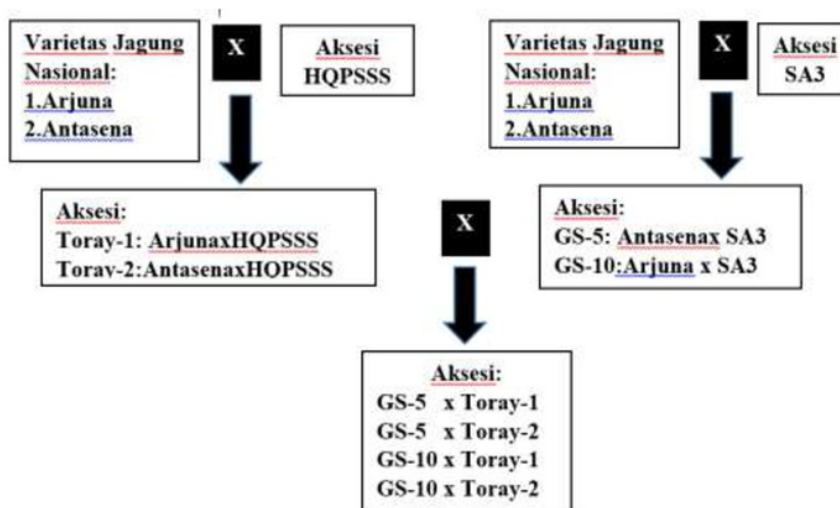 Varietas Jagung
Nasional:
1.Arjuna
2.Antasena
X
Aksesi
HQPSSS
Varietas Jagung
Nasional:
1.Arjuna
2.Antasena
X
Aksesi
SA3
Aksesi:
Toray-1: ArjunaxHQPSSS
Toray-2:AntasenaxHQPSSS
X
Aksesi:
GS-5: Antasenax SA3
GS-10:Arjuna x SA3
Aksesi:
GS-5 x Toray-1
GS-5 x Toray-2
GS-10 x Toray-1
GS-10 x Toray-2